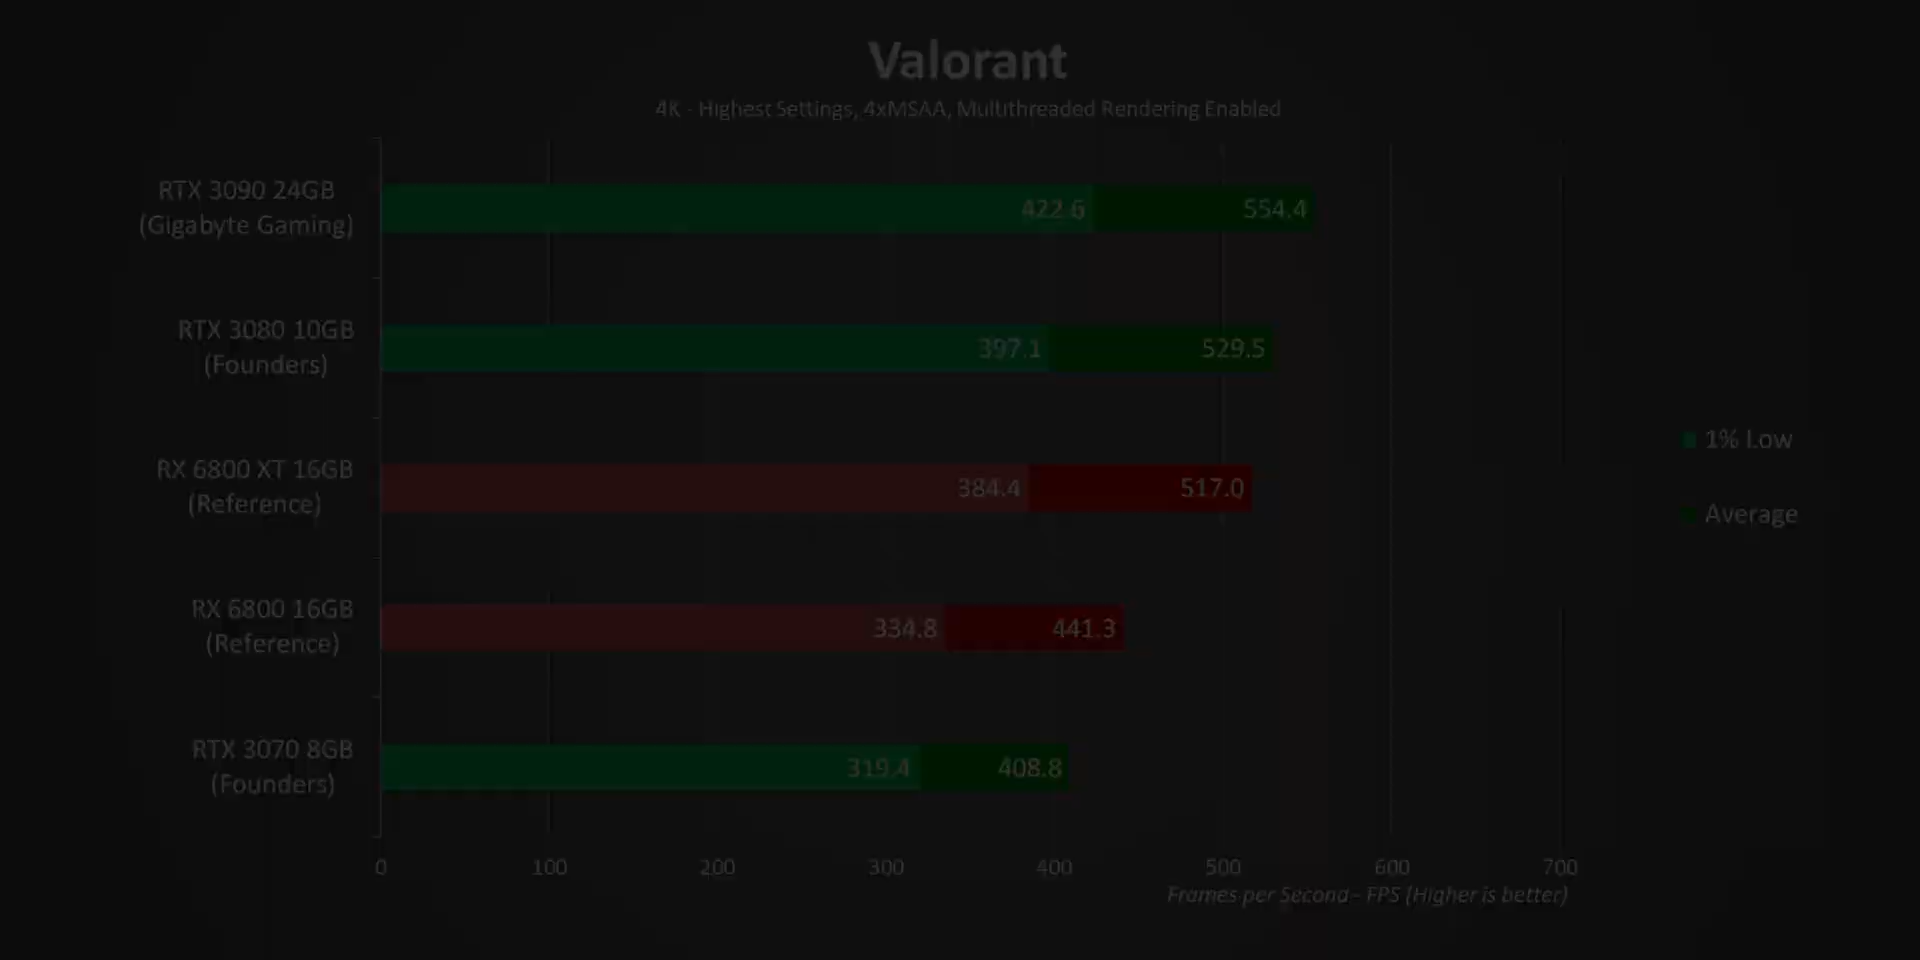 Valorant
4K - Highest Settings, 4xMSAA, Multithreaded Rendering Enabled
RTX 3090 24GB
(Gigabyte Gaming)
422.6
554.4
RTX 3080 10GB
(Founders)
397.1
529.5
RX 6800 XT 16GB
(Reference)
384.4
517.0
RX 6800 16GB
(Reference)
334.8
441.3
RTX 3070 8GB
(Founders)
319.4
408.8
1% Low
Average
0 100 200 300 400 500 600 700
Frames per Second - FPS (Higher is better)